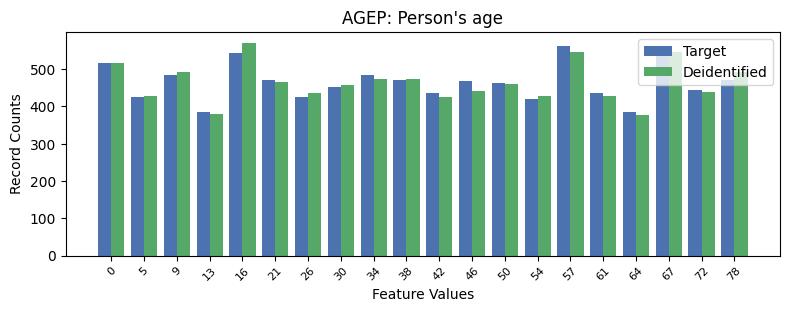 AGEP: Person's age
Target
Deidentified
Record Counts
500
400
300
200
100
0
0 5 9 13 16 21 26 30 34 38 42 46 50 54 57 61 64 67 72 78
Feature Values